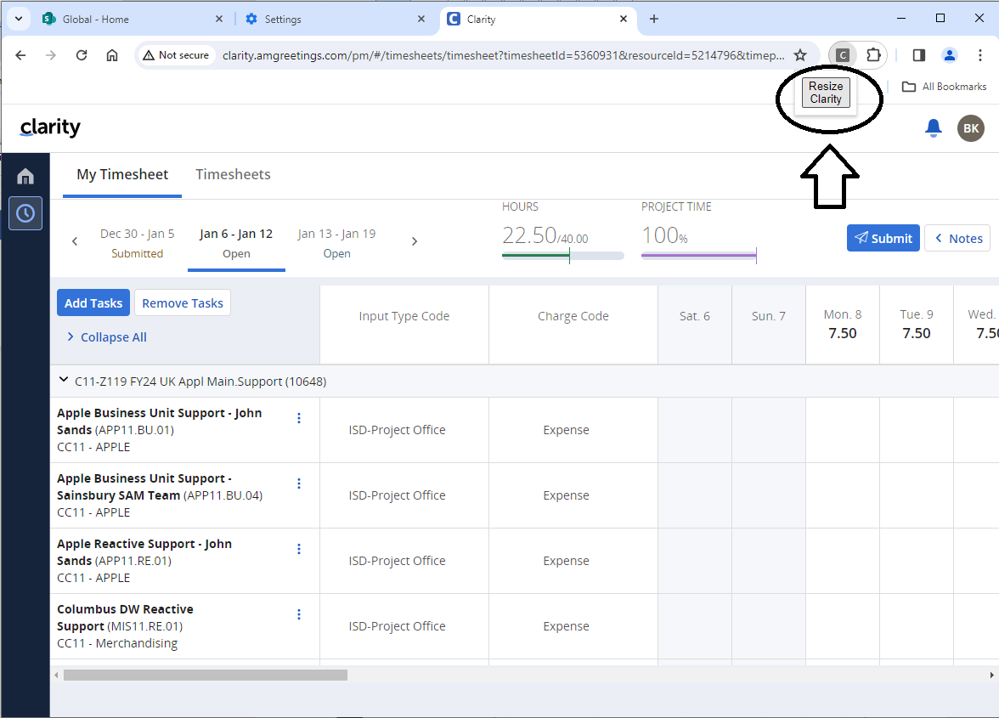 Global - Home
Settings
Clarity
Not secure
clarity.amgreetings.com/pm/#/timesheets/timesheet?timesheetId=5360931&resourceId=5214796&timep...
C
Resize
Clarity
All Bookmarks
clarity
BK
My Timesheet
Timesheets
Dec 30 - Jan 5
Submitted
Jan 6 - Jan 12
Open
Jan 13 - Jan 19
Open
HOURS
22.50/40.00
PROJECT TIME
100%
Submit
Notes
Add Tasks
Remove Tasks
Collapse All
Input Type Code
Charge Code
Sat. 6
Sun. 7
Mon. 8
7.50
Tue. 9
7.50
Wed.
7.50
C11-Z119 FY24 UK Appl Main.Support (10648)
Apple Business Unit Support - John
Sands (APP11.BU.01)
CC11 - APPLE
ISD-Project Office
Expense
Apple Business Unit Support -
Sainsbury SAM Team (APP11.BU.04)
CC11 - APPLE
ISD-Project Office
Expense
Apple Reactive Support - John
Sands (APP11.RE.01)
CC11 - APPLE
ISD-Project Office
Expense
Columbus DW Reactive
Support (MIS11.RE.01)
CC11 - Merchandising
ISD-Project Office
Expense